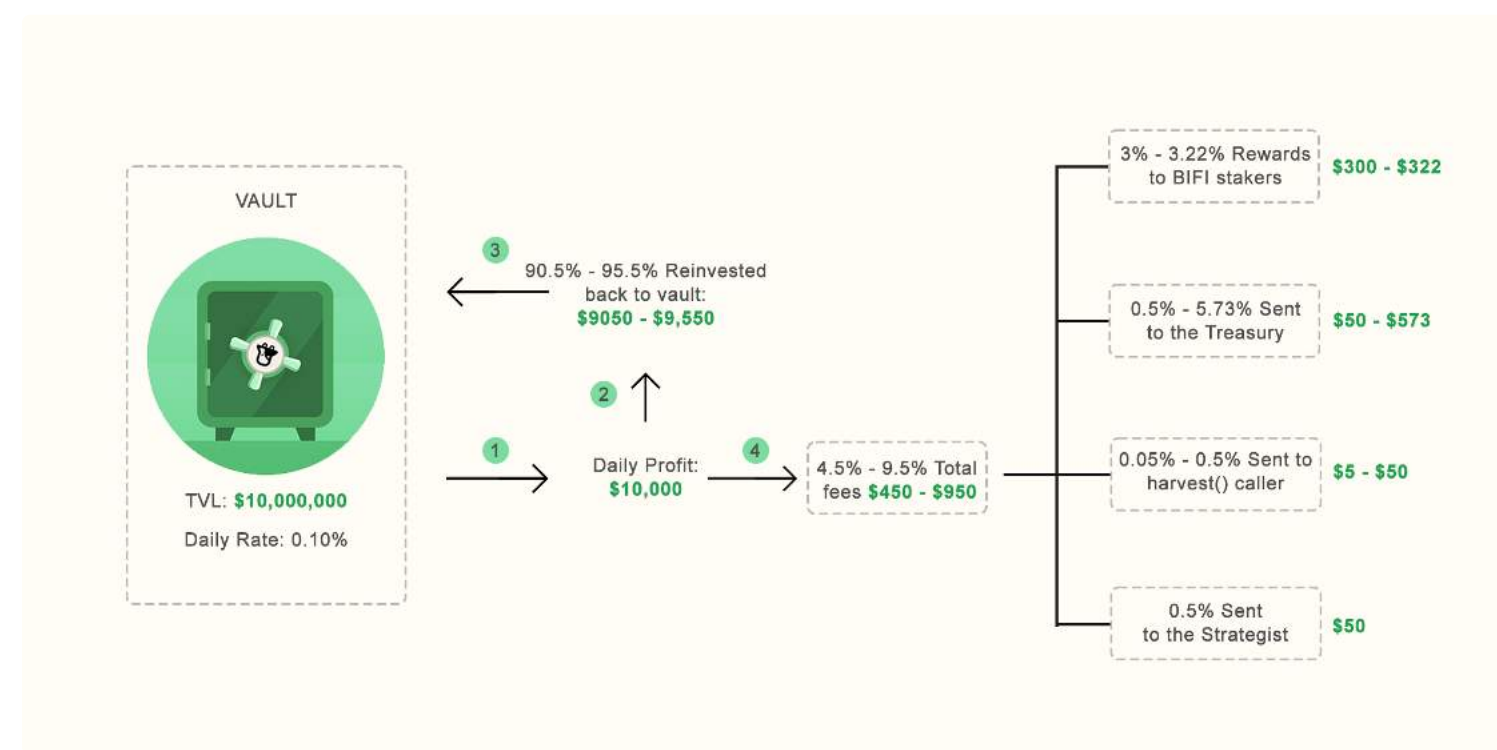 VAULT
TVL: $10,000,000
Daily Rate: 0.10%
1
3
90.5% - 95.5% Reinvested
back to vault:
$9050 - $9,550
2
Daily Profit:
$10,000
4
4.5% - 9.5% Total
fees $450 - $950
3% - 3.22% Rewards
to BIFI stakers
$300 - $322
0.5% - 5.73% Sent
to the Treasury
$50 - $573
0.05% - 0.5% Sent to
harvest() caller
$5 - $50
0.5% Sent
to the Strategist
$50